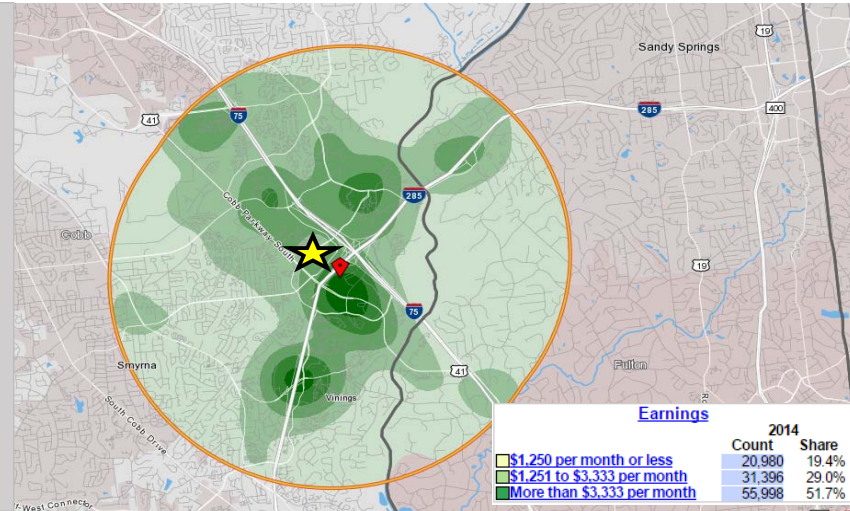 19
Sandy Springs
285
400
41
75
285
Cobb Parkway South
Cobb
19
75
Smyrna
Fulton
41
South Cobb Drive
Vinings
Earnings
2014
Count Share
$1,250 per month or less 20,980 19.4%
$1,251 to $3,333 per month 31,396 29.0%
More than $3,333 per month 55,998 51.7%
t-West Connector